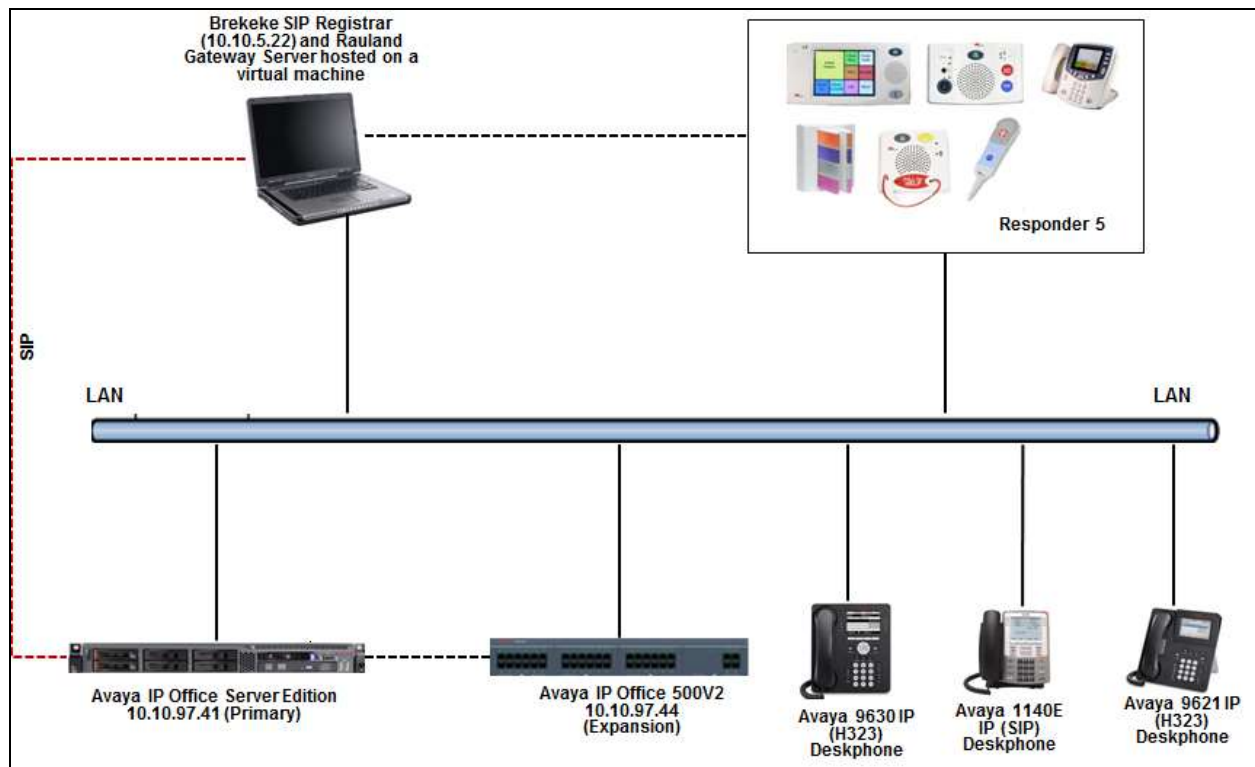 Brekeke SIP Registrar
(10.10.5.22) and Rauland
Gateway Server hosted on a
virtual machine
Responder 5
SIP
LAN
LAN
Avaya IP Office Server Edition
10.10.97.41 (Primary)
Avaya IP Office 500V2
10.10.97.44
(Expansion)
Avaya 9630 IP
(H323)
Deskphone
Avaya 1140E
IP (SIP)
Deskphone
Avaya 9621 IP
(H323)
Deskphone